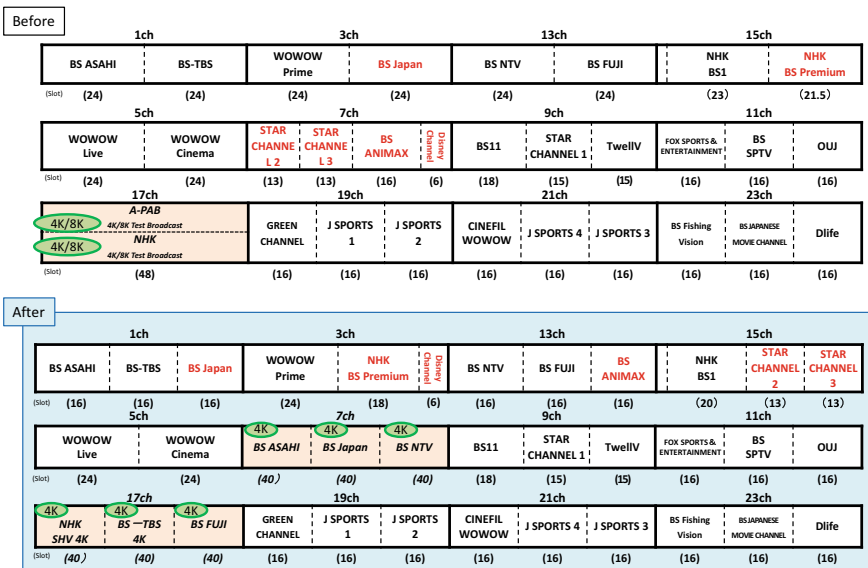 Before
1ch 3ch 13ch 15ch
BS ASAHI BS-TBS WOWOW Prime BS Japan BS NTV BS FUJI NHK BS1 NHK BS Premium
(Slot) (24) (24) (24) (24) (24) (24) (23) (21.5)
5ch 7ch 9ch 11ch
WOWOW Live WOWOW Cinema STAR CHANNE L 2 STAR CHANNE L 3 BS ANIMAX Disney Channel BS11 STAR CHANNEL 1 TwellV FOX SPORTS & ENTERTAINMENT BS SPTV OUJ
(Slot) (24) (24) (13) (13) (16) (6) (18) (15) (15) (16) (16) (16)
17ch 19ch 21ch 23ch
4K/8K A-PAB 4K/8K Test Broadcast
4K/8K NHK 4K/8K Test Broadcast
GREEN CHANNEL J SPORTS 1 J SPORTS 2 CINEFIL WOWOW J SPORTS 4 J SPORTS 3 BS Fishing Vision BS JAPANESE MOVIE CHANNEL Dlife
(Slot) (48) (16) (16) (16) (16) (16) (16) (16) (16) (16)
After
1ch 3ch 13ch 15ch
BS ASAHI BS-TBS BS Japan WOWOW Prime NHK BS Premium Disney Channel BS NTV BS FUJI BS ANIMAX NHK BS1 STAR CHANNEL 2 STAR CHANNEL 3
(Slot) (16) (16) (16) (24) (18) (6) (16) (16) (16) (20) (13) (13)
5ch 7ch 9ch 11ch
WOWOW Live WOWOW Cinema 4K BS ASAHI 4K BS Japan 4K BS NTV BS11 STAR CHANNEL 1 TwellV FOX SPORTS & ENTERTAINMENT BS SPTV OUJ
(Slot) (24) (24) (40) (40) (40) (18) (15) (15) (16) (16) (16)
17ch 19ch 21ch 23ch
4K NHK SHV 4K 4K BS－TBS 4K 4K BS FUJI GREEN CHANNEL J SPORTS 1 J SPORTS 2 CINEFIL WOWOW J SPORTS 4 J SPORTS 3 BS Fishing Vision BS JAPANESE MOVIE CHANNEL Dlife
(Slot) (40) (40) (40) (16) (16) (16) (16) (16) (16) (16) (16) (16)